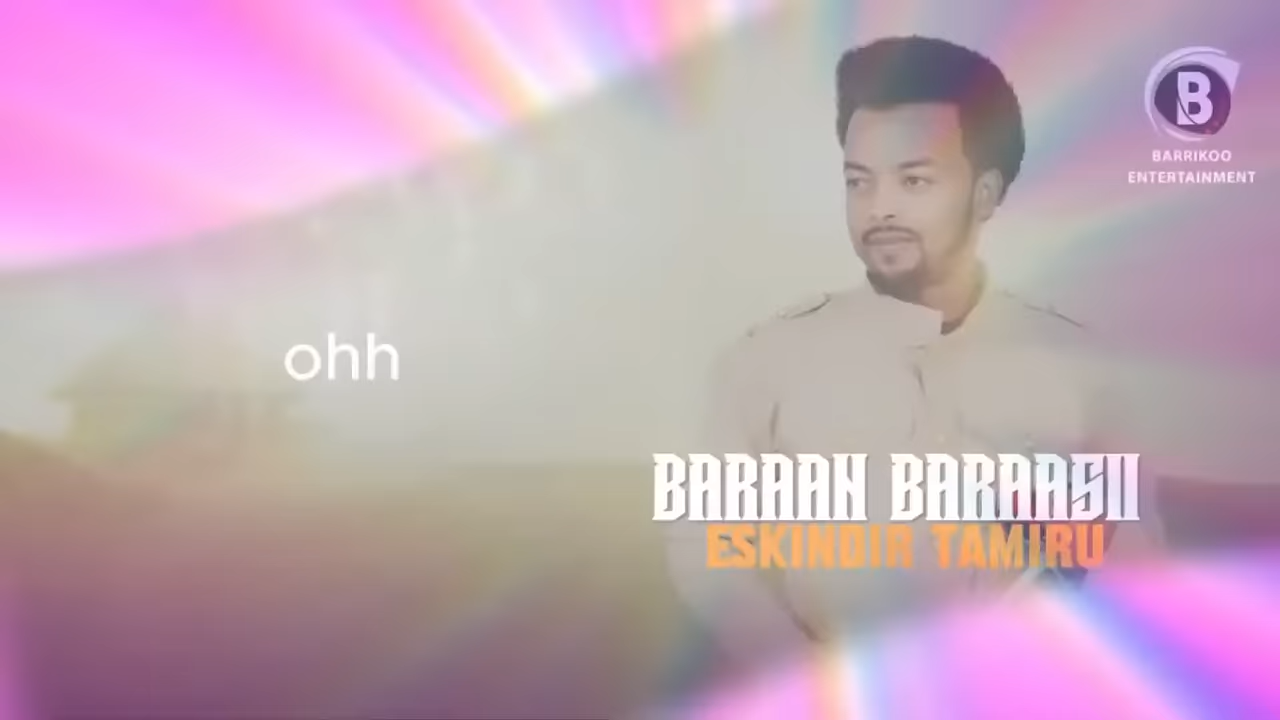 BARRIKOO
ENTERTAINMENT
ohh
BARAAN BARAASII
ESKINDIR TAMIRU